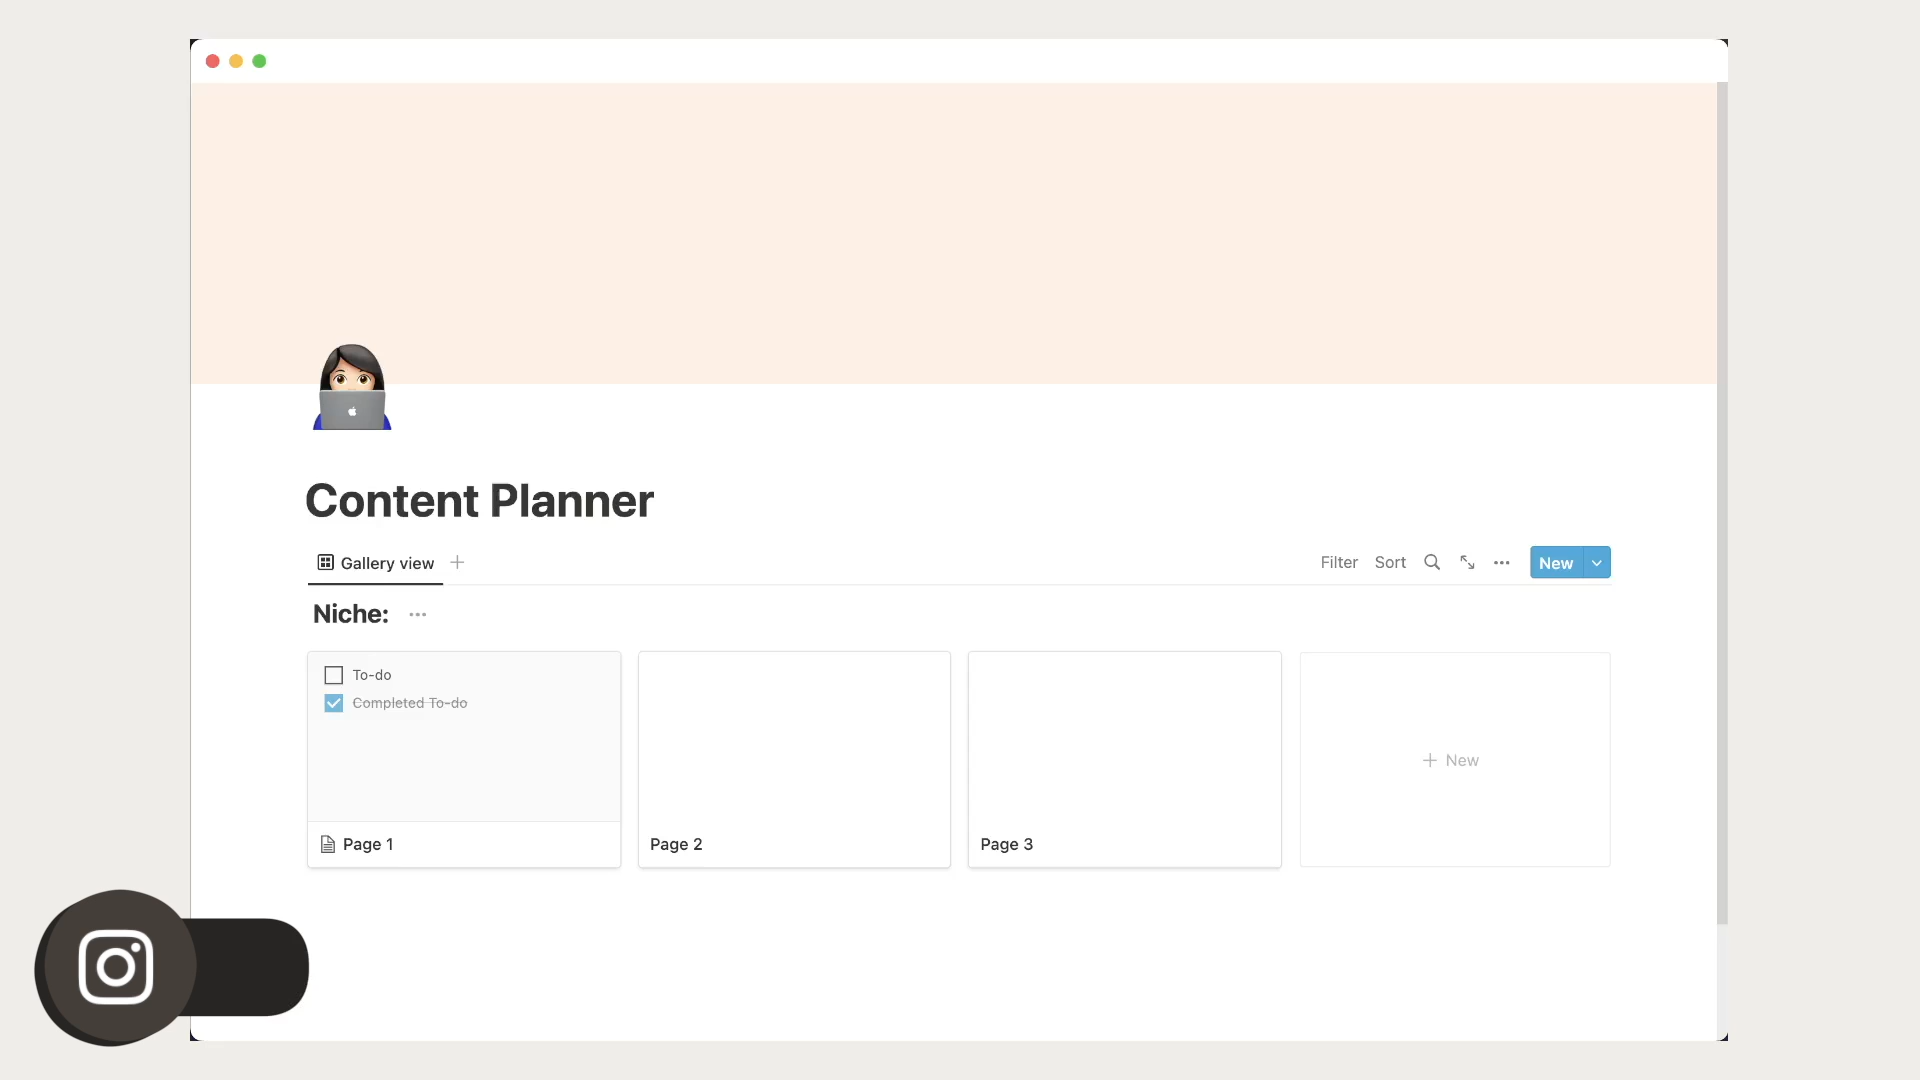 Content Planner
Gallery view
Filter Sort New
Niche:
To-do
Completed To-do
New
Page 1
Page 2
Page 3